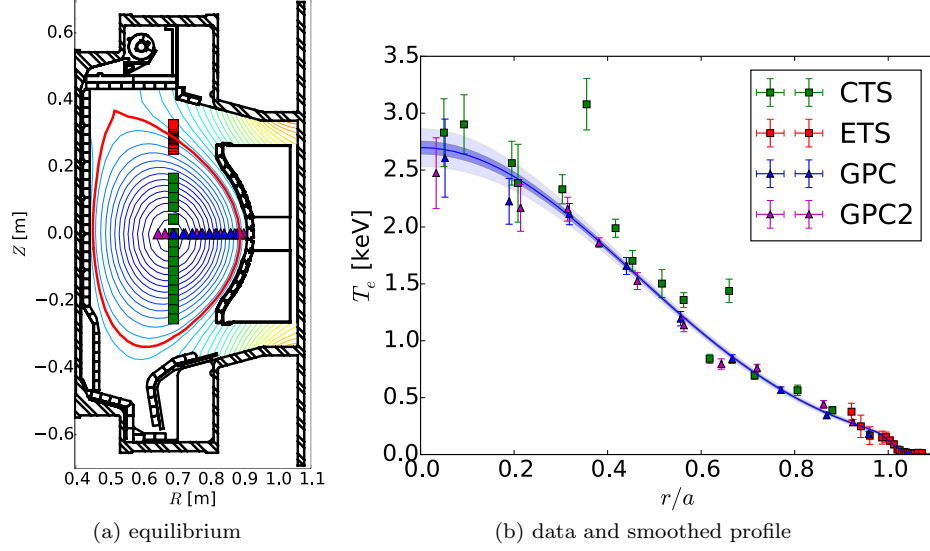 0.6
0.4
0.2
0.0
−0.2
−0.4
−0.6
Z [m]
0.4 0.5 0.6 0.7 0.8 0.9 1.0 1.1
R [m]
(a) equilibrium
3.5
3.0
2.5
2.0
1.5
1.0
0.5
0.0
T_e [keV]
0.0 0.2 0.4 0.6 0.8 1.0
r/a
CTS
ETS
GPC
GPC2
(b) data and smoothed profile